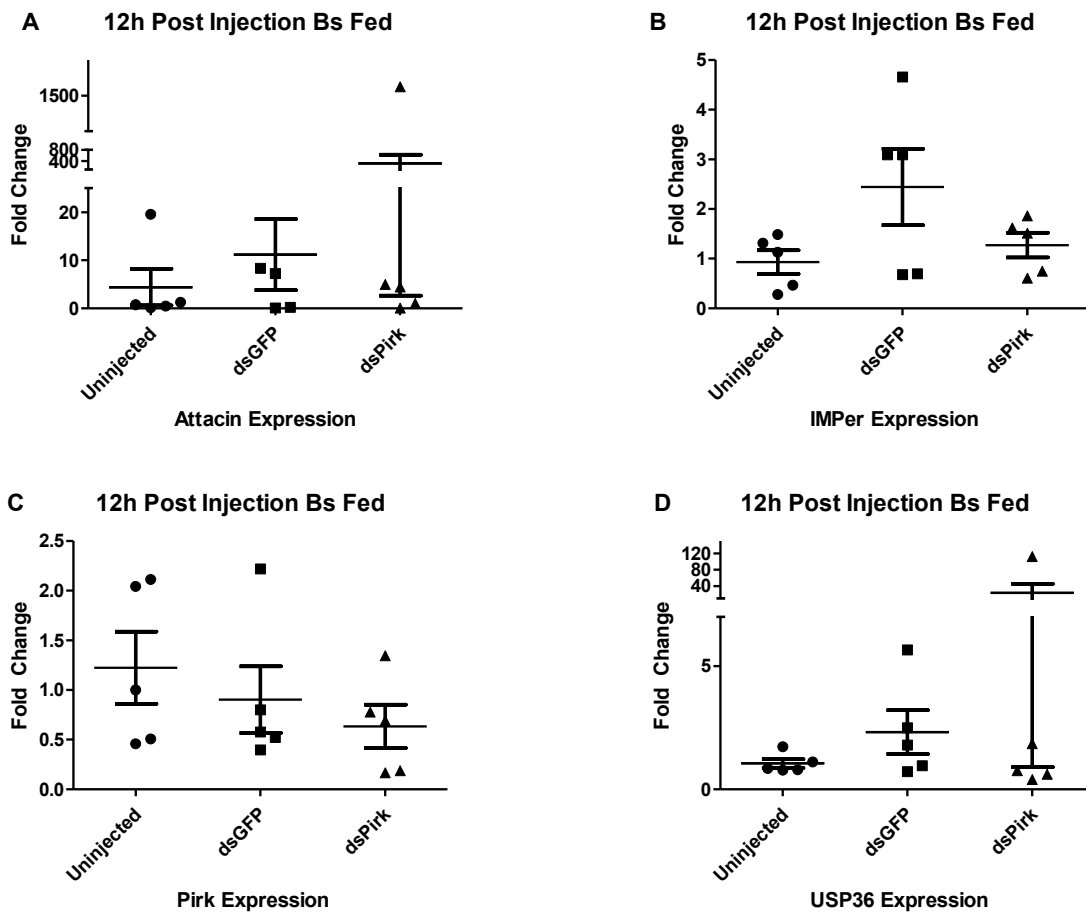 A 12h Post Injection Bs Fed
Fold Change
1500
800
400
20
10
0
Uninjected
dsGFP
dsPirk
Attacin Expression
B 12h Post Injection Bs Fed
Fold Change
5
4
3
2
1
0
Uninjected
dsGFP
dsPirk
IMPer Expression
C 12h Post Injection Bs Fed
Fold Change
2.5
2.0
1.5
1.0
0.5
0.0
Uninjected
dsGFP
dsPirk
Pirk Expression
D 12h Post Injection Bs Fed
Fold Change
120
80
40
5
0
Uninjected
dsGFP
dsPirk
USP36 Expression